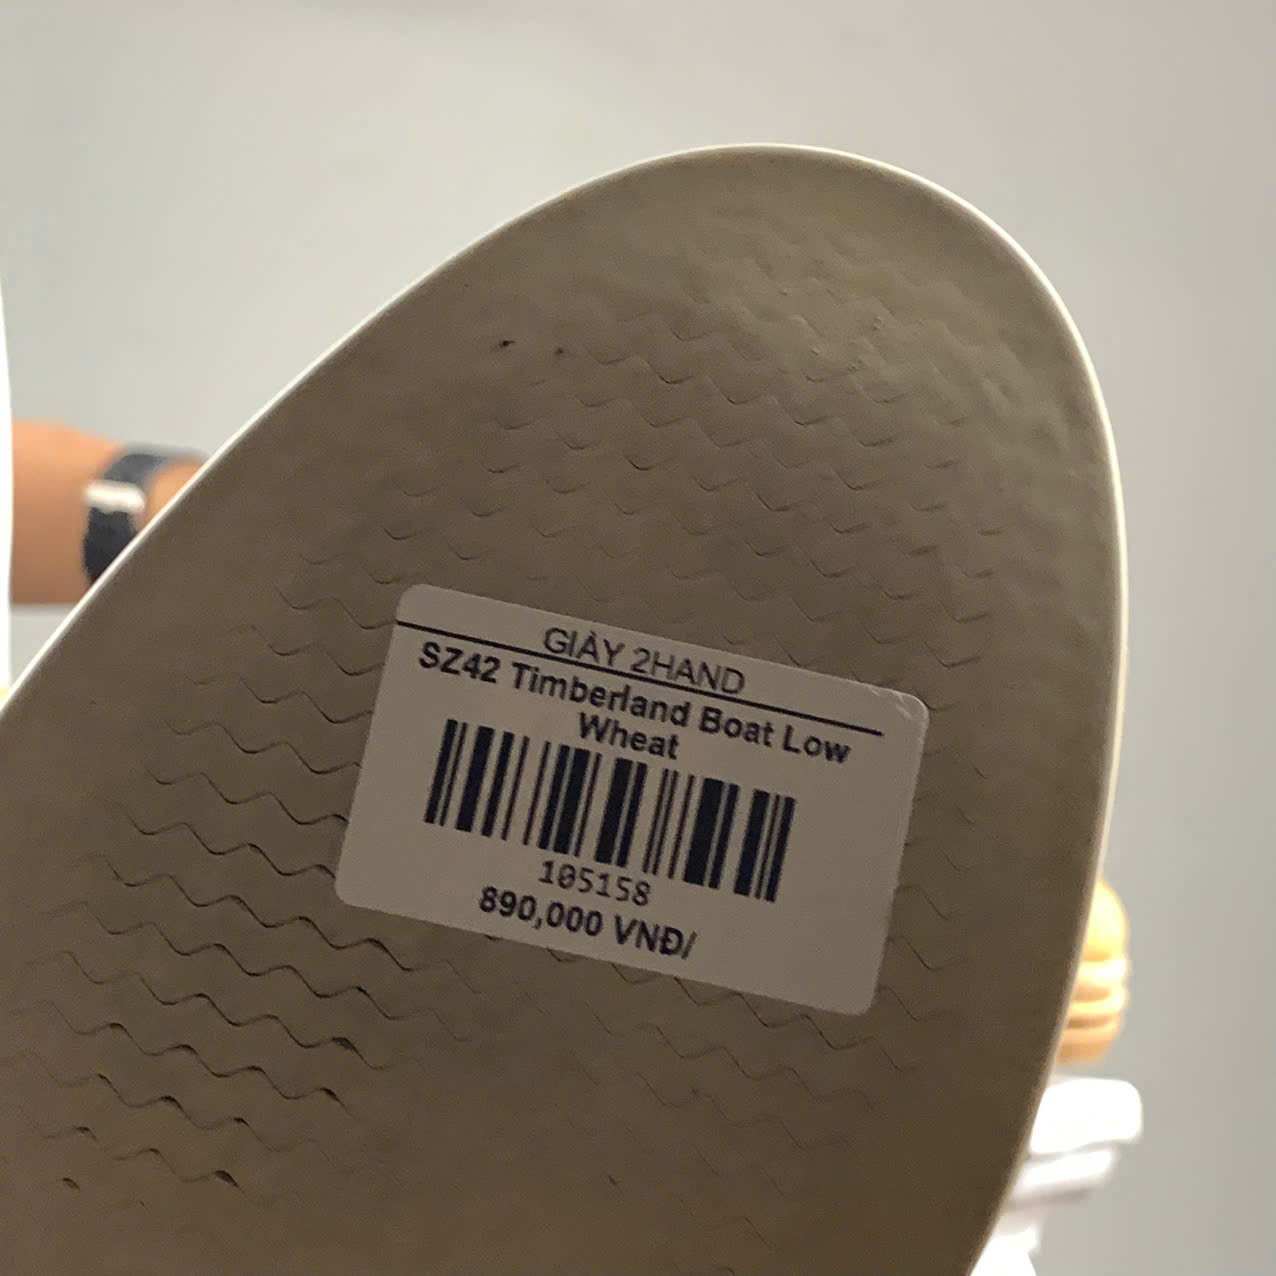 GIÀY 2HAND
SZ42 Timberland Boat Low
Wheat
105158
890,000 VNĐ/